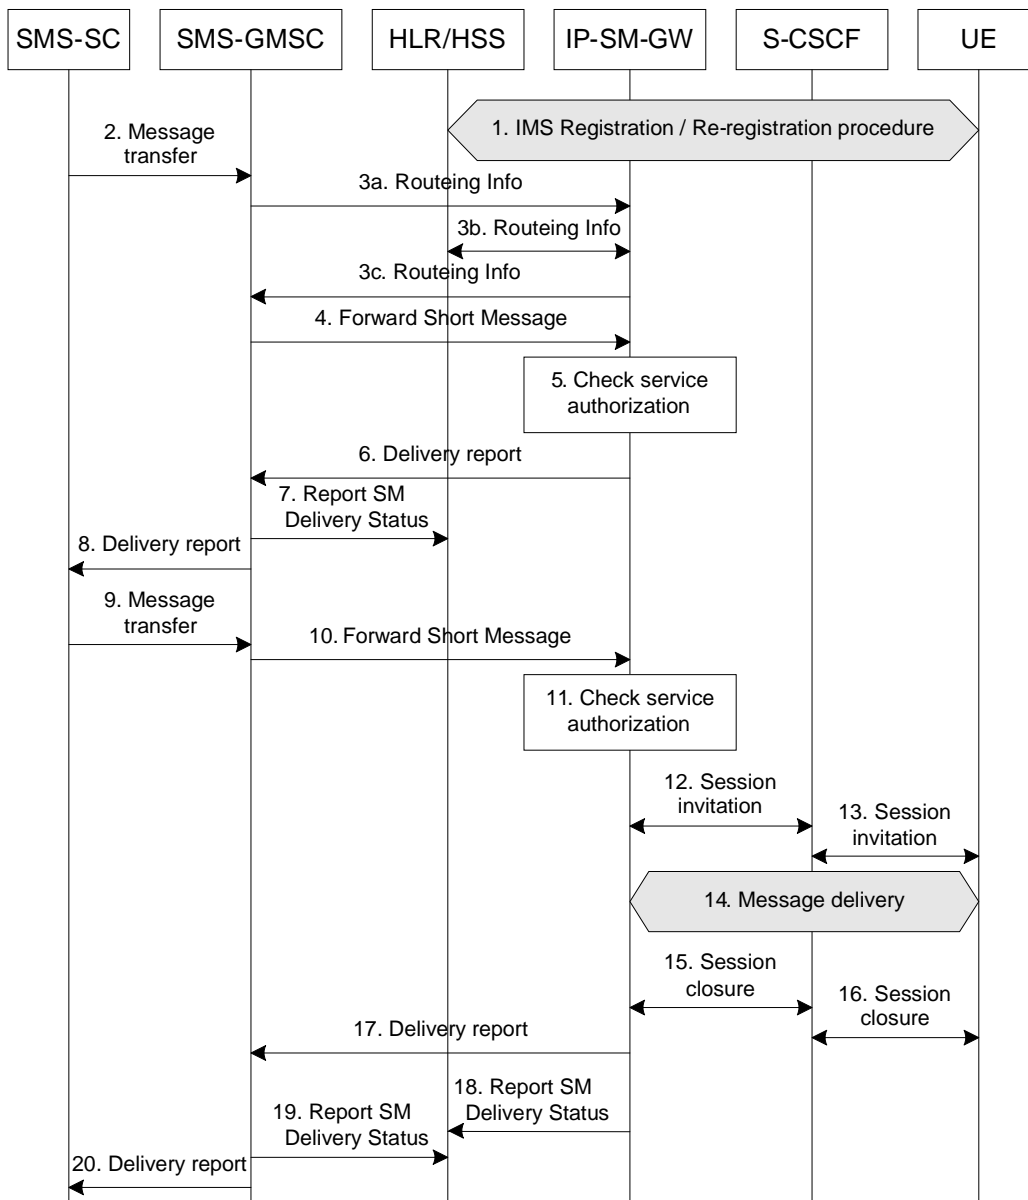 SMS-SC
SMS-GMSC
HLR/HSS
IP-SM-GW
S-CSCF
UE
1. IMS Registration / Re-registration procedure
2. Message
transfer
3a. Routeing Info
3b. Routeing Info
3c. Routeing Info
4. Forward Short Message
5. Check service
authorization
6. Delivery report
7. Report SM
Delivery Status
8. Delivery report
9. Message
transfer
10. Forward Short Message
11. Check service
authorization
12. Session
invitation
13. Session
invitation
14. Message delivery
15. Session
closure
16. Session
closure
17. Delivery report
18. Report SM
Delivery Status
19. Report SM
Delivery Status
20. Delivery report